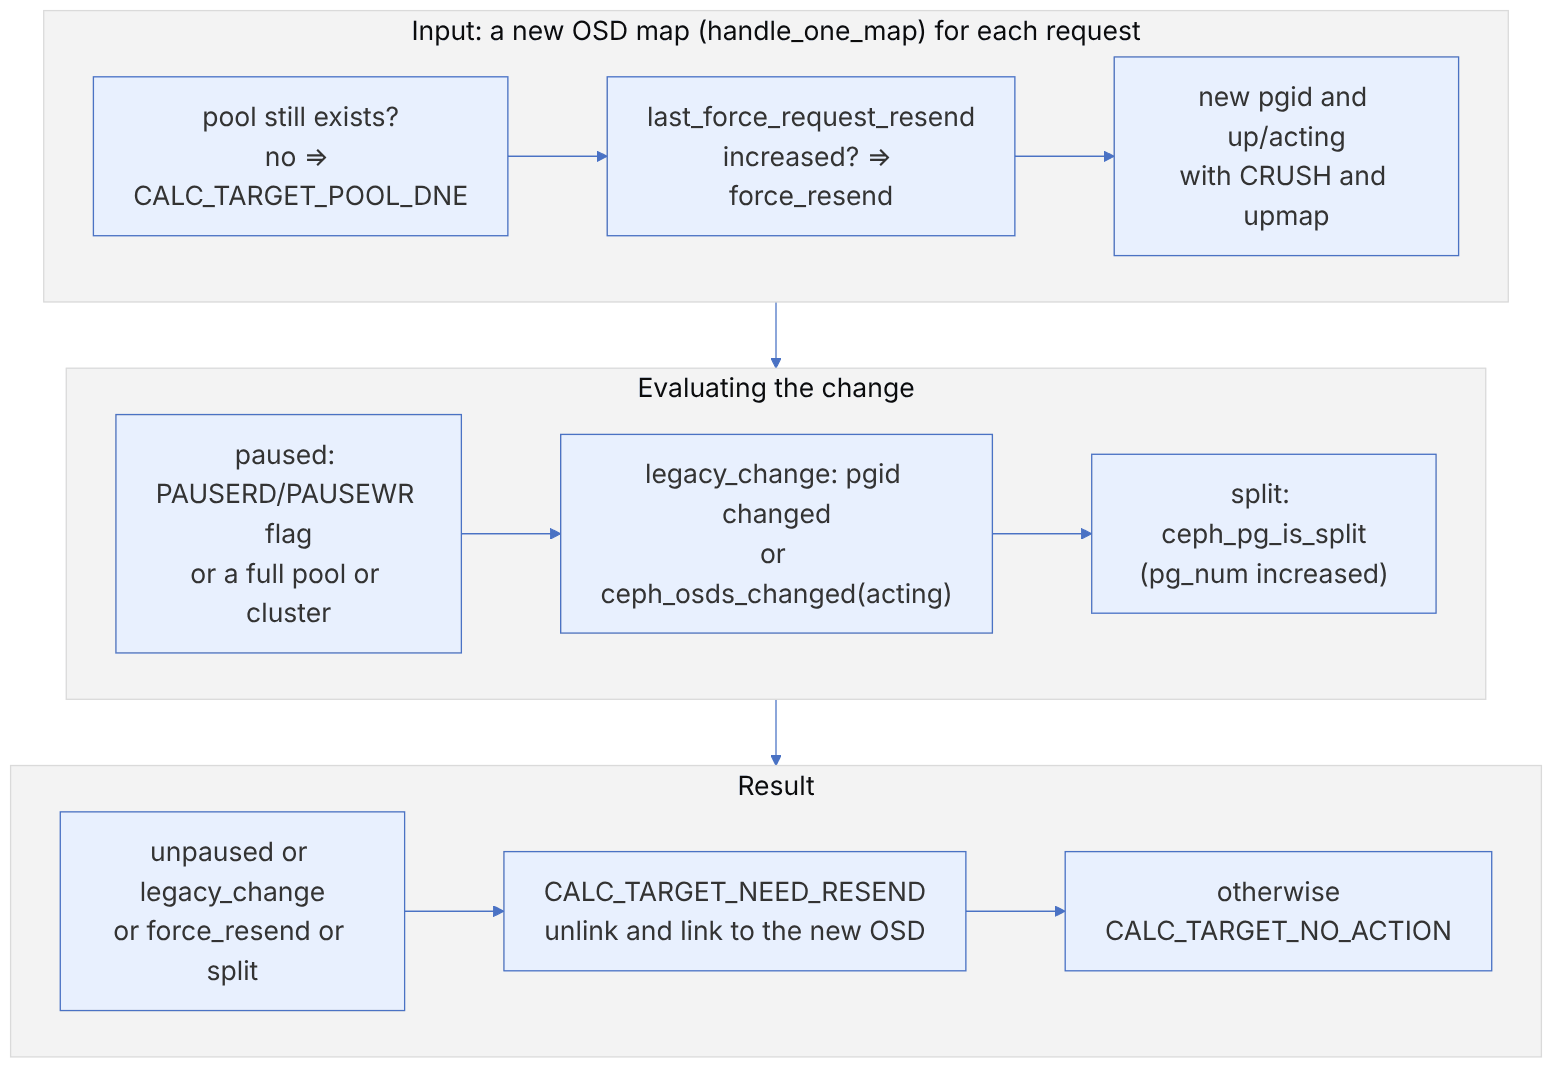 Input: a new OSD map (handle_one_map) for each request
pool still exists?
no ⇒
CALC_TARGET_POOL_DNE
last_force_request_resend
increased? ⇒
force_resend
new pgid and
up/acting
with CRUSH and
upmap
Evaluating the change
paused:
PAUSERD/PAUSEWR
flag
or a full pool or
cluster
legacy_change: pgid
changed
or
ceph_osds_changed(acting)
split:
ceph_pg_is_split
(pg_num increased)
Result
unpaused or
legacy_change
or force_resend or
split
CALC_TARGET_NEED_RESEND
unlink and link to the new OSD
otherwise
CALC_TARGET_NO_ACTION